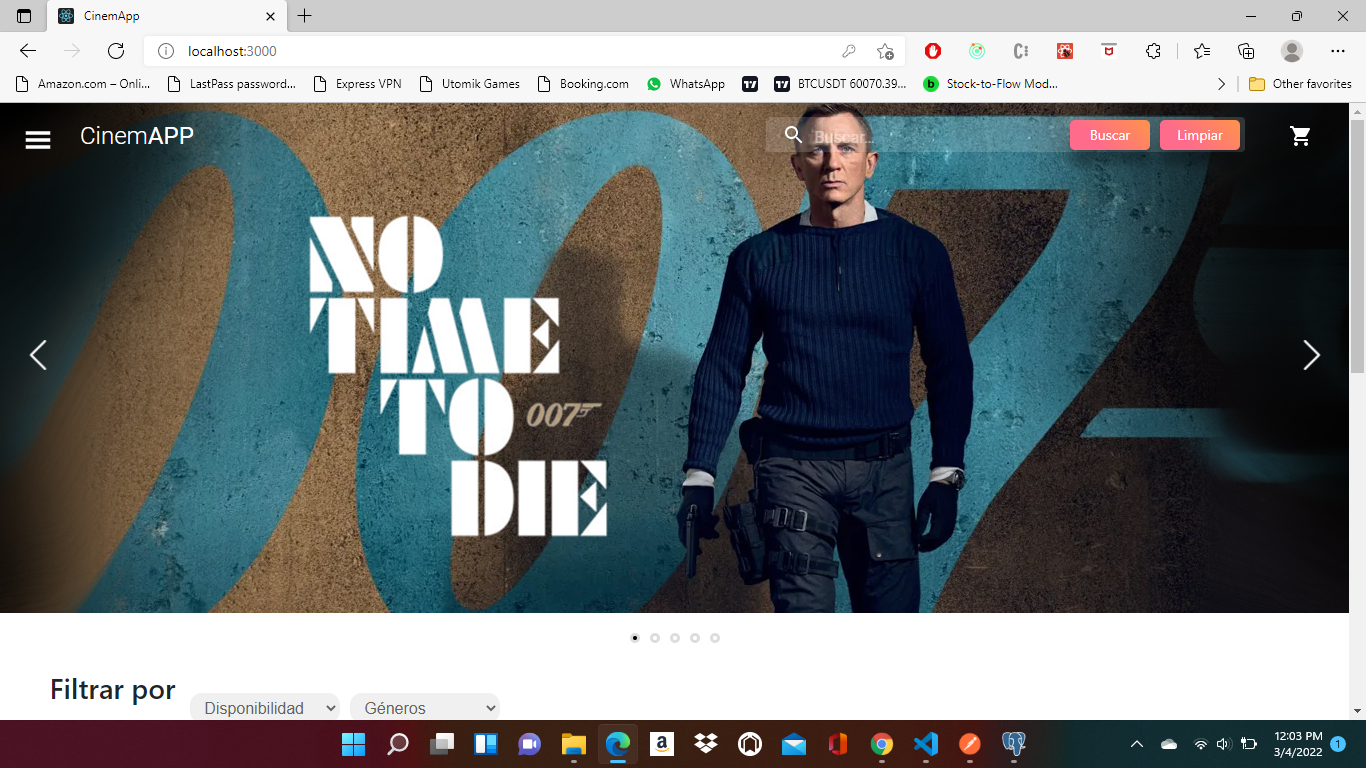 CinemApp
localhost:3000
Amazon.com – Onli...
LastPass password...
Express VPN
Utomik Games
Booking.com
WhatsApp
BTCUSDT 60070.39...
Stock-to-Flow Mod...
Other favorites
CinemAPP
Buscar...
Buscar
Limpiar
007
NO
TIME
TO
007
DIE
Filtrar por
Disponibilidad
Géneros
12:03 PM
3/4/2022
1